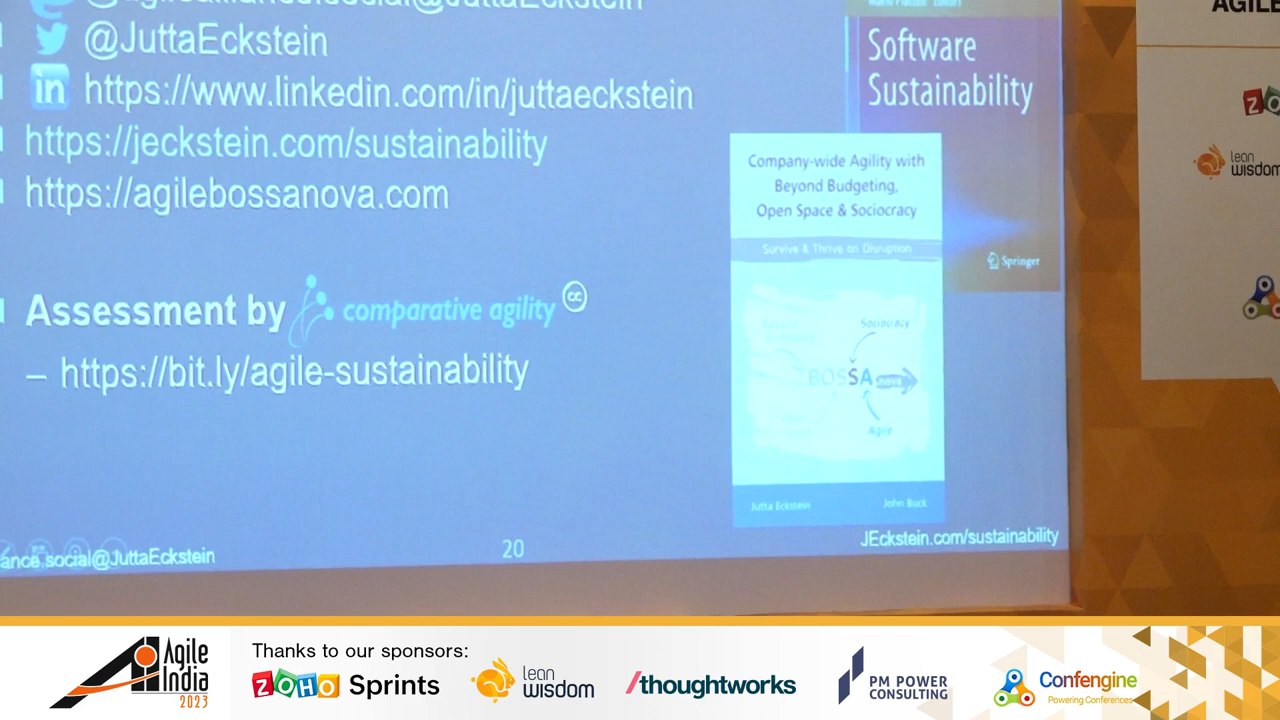 @JuttaEckstein
https://www.linkedin.com/in/juttaeckstein
https://jeckstein.com/sustainability
https://agilebossanova.com
Assessment by comparative agility cc
– https://bit.ly/agile-sustainability
Software
Sustainability
Springer
Company-wide Agility with
Beyond Budgeting,
Open Space & Sociocracy
Survive & Thrive on Disruption
Sociocracy
BOSSA nova
Agile
Jutta Eckstein John Buck
social@JuttaEckstein
20
JEckstein.com/sustainability
lean
wisdom
Agile
India
2023
Thanks to our sponsors:
ZOHO Sprints
lean
wisdom
/thoughtworks
PM POWER
CONSULTING
Confengine
Powering Conferences